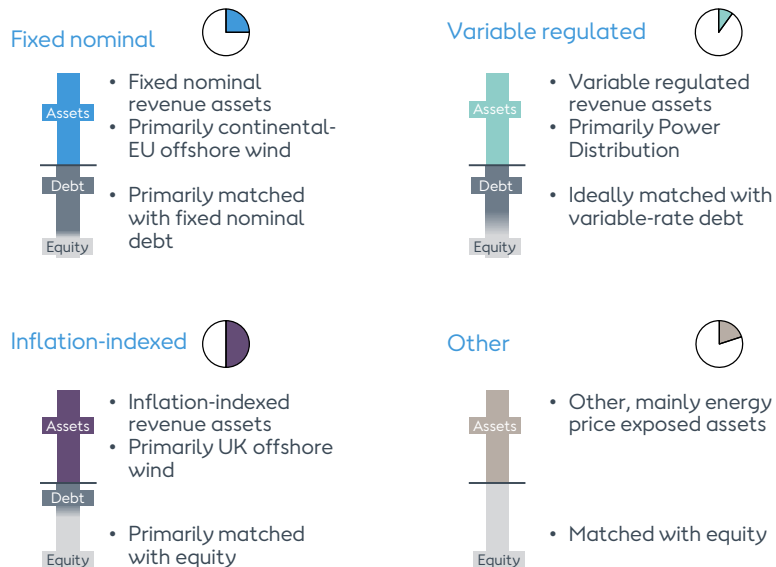 Fixed nominal
Assets
Debt
Equity
• Fixed nominal
revenue assets
• Primarily continental-
EU offshore wind
• Primarily matched
with fixed nominal
debt
Variable regulated
Assets
Debt
Equity
• Variable regulated
revenue assets
• Primarily Power
Distribution
• Ideally matched with
variable-rate debt
Inflation-indexed
Assets
Debt
Equity
• Inflation-indexed
revenue assets
• Primarily UK offshore
wind
• Primarily matched
with equity
Other
Assets
Equity
• Other, mainly energy
price exposed assets
• Matched with equity